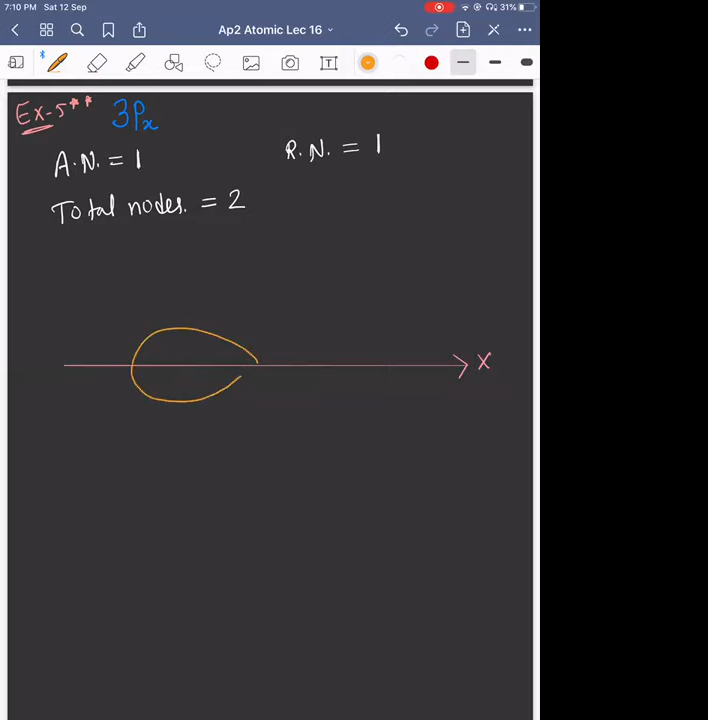 7:10 PM Sat 12 Sep 31%
Ap2 Atomic Lec 16
T
Ex-5** 3Px
A.N. = 1 R.N. = 1
Total nodes. = 2
X